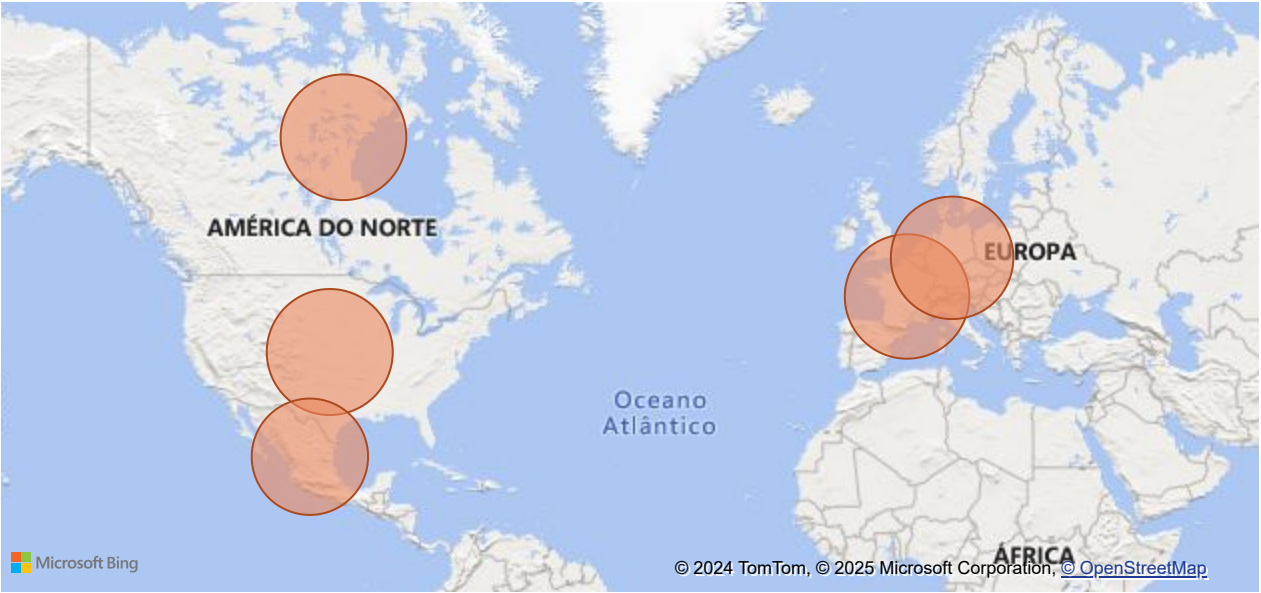 AMÉRICA DO NORTE
EUROPA
Oceano
Atlântico
ÁFRICA
Microsoft Bing
© 2024 TomTom, © 2025 Microsoft Corporation, © OpenStreetMap